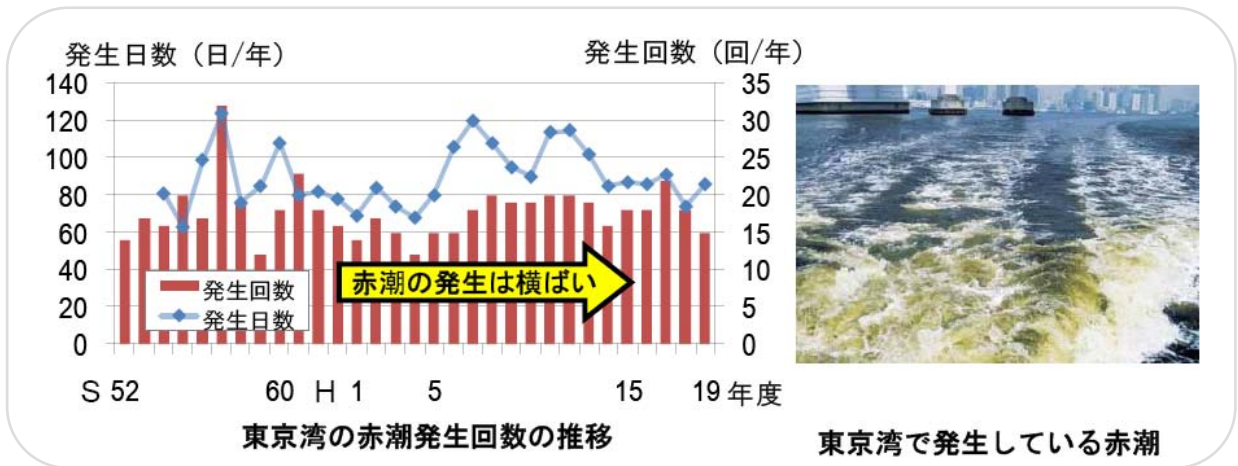 発生日数（日/年）
発生回数（回/年）
140
120
100
80
60
40
20
0
35
30
25
20
15
10
5
0
発生回数
発生日数
赤潮の発生は横ばい
S 52 60 H 1 5 15 19 年度
東京湾の赤潮発生回数の推移
東京湾で発生している赤潮